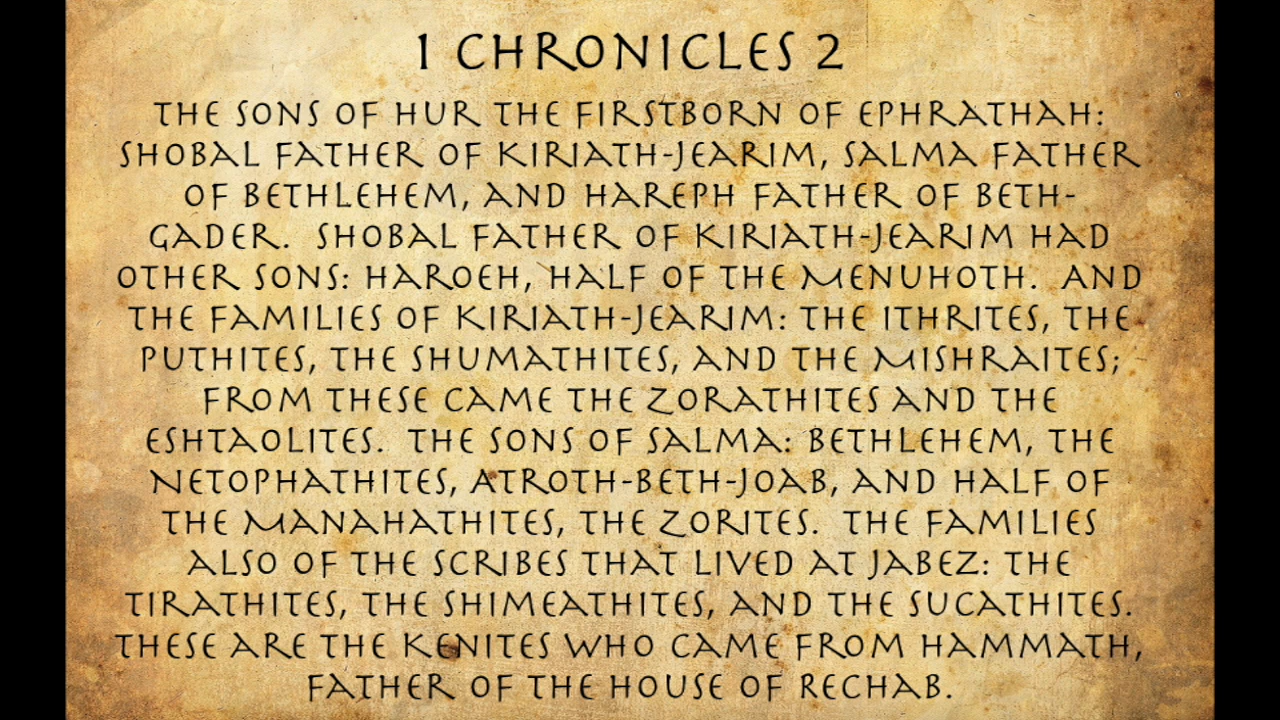 1 CHRONICLES 2
THE SONS OF HUR THE FIRSTBORN OF EPHRATHAH:
SHOBAL FATHER OF KIRIATH-JEARIM, SALMA FATHER
OF BETHLEHEM, AND HAREPH FATHER OF BETH-
GADER. SHOBAL FATHER OF KIRIATH-JEARIM HAD
OTHER SONS: HAROEH, HALF OF THE MENUHOTH. AND
THE FAMILIES OF KIRIATH-JEARIM: THE ITHRITES, THE
PUTHITES, THE SHUMATHITES, AND THE MISHRAITES;
FROM THESE CAME THE ZORATHITES AND THE
ESHTAOLITES. THE SONS OF SALMA: BETHLEHEM, THE
NETOPHATHITES, ATROTH-BETH-JOAB, AND HALF OF
THE MANAHATHITES, THE ZORITES. THE FAMILIES
ALSO OF THE SCRIBES THAT LIVED AT JABEZ: THE
TIRATHITES, THE SHIMEATHITES, AND THE SUCATHITES.
THESE ARE THE KENITES WHO CAME FROM HAMMATH,
FATHER OF THE HOUSE OF RECHAB.